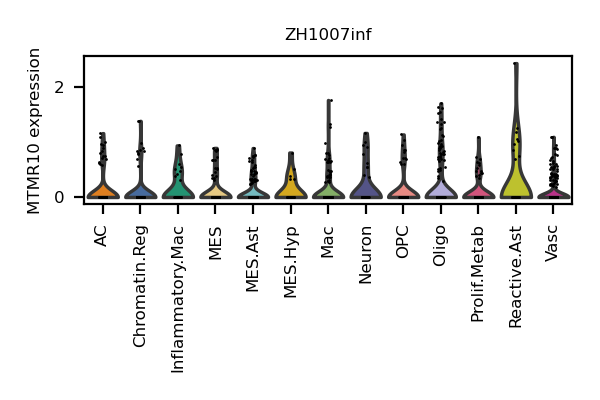 ZH1007inf
MTMR10 expression
2
0
AC
Chromatin.Reg
Inflammatory.Mac
MES
MES.Ast
MES.Hyp
Mac
Neuron
OPC
Oligo
Prolif.Metab
Reactive.Ast
Vasc